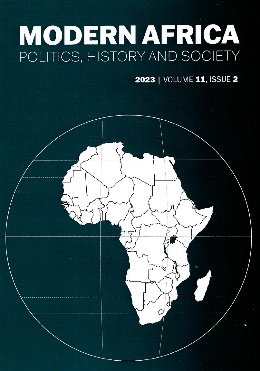 MODERN AFRICA
POLITICS, HISTORY AND SOCIETY
2023 | VOLUME 11, ISSUE 2